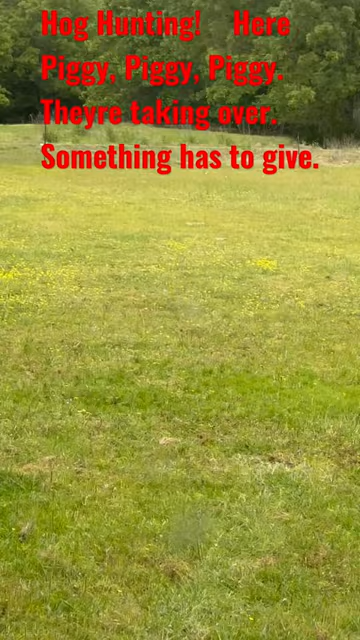 Hog Hunting! Here
Piggy, Piggy, Piggy.
Theyre taking over.
Something has to give.